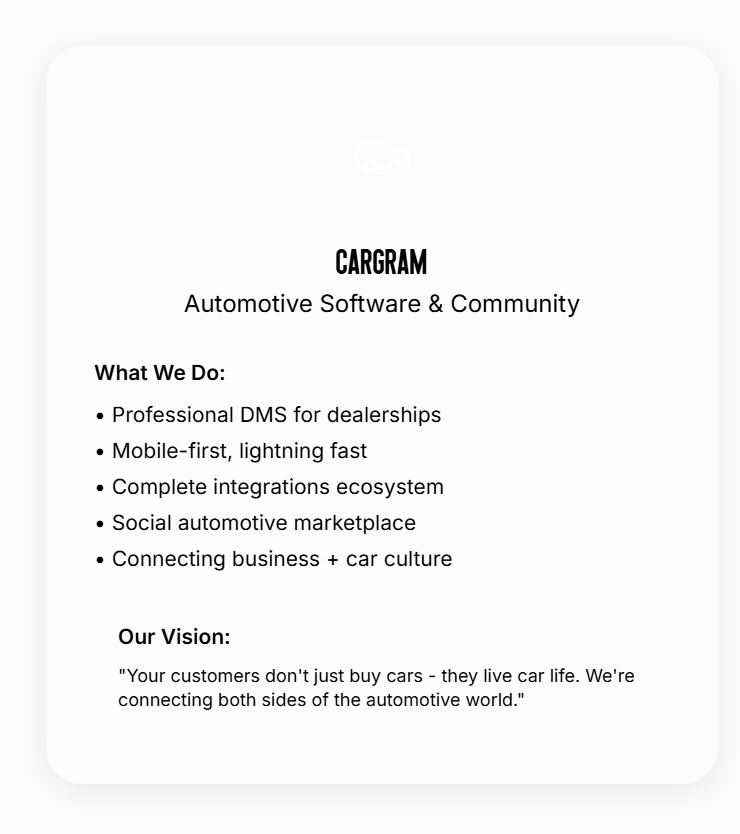 CARGRAM
Automotive Software & Community
What We Do:
• Professional DMS for dealerships
• Mobile-first, lightning fast
• Complete integrations ecosystem
• Social automotive marketplace
• Connecting business + car culture
Our Vision:
"Your customers don't just buy cars - they live car life. We're
connecting both sides of the automotive world."